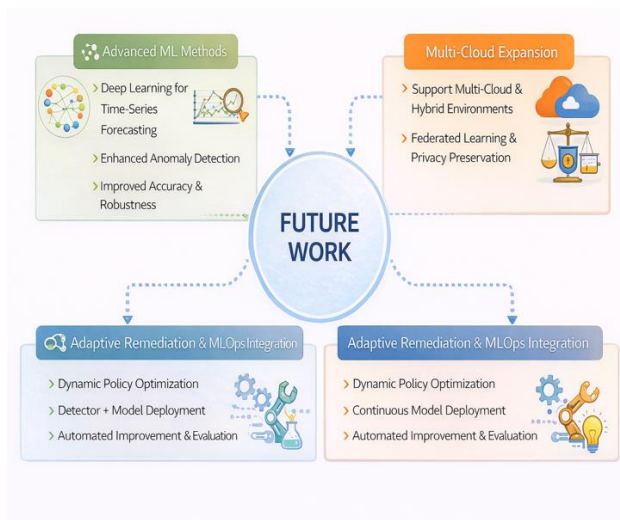 Advanced ML Methods
Deep Learning for
Time-Series
Forecasting
Enhanced Anomaly Detection
Improved Accuracy &
Robustness
Multi-Cloud Expansion
Support Multi-Cloud &
Hybrid Environments
Federated Learning &
Privacy Preservation
FUTURE
WORK
Adaptive Remediation & MLOps Integration
Dynamic Policy Optimization
Detector + Model Deployment
Automated Improvement & Evaluation
Adaptive Remediation & MLOps Integration
Dynamic Policy Optimization
Continuous Model Deployment
Automated Improvement & Evaluation